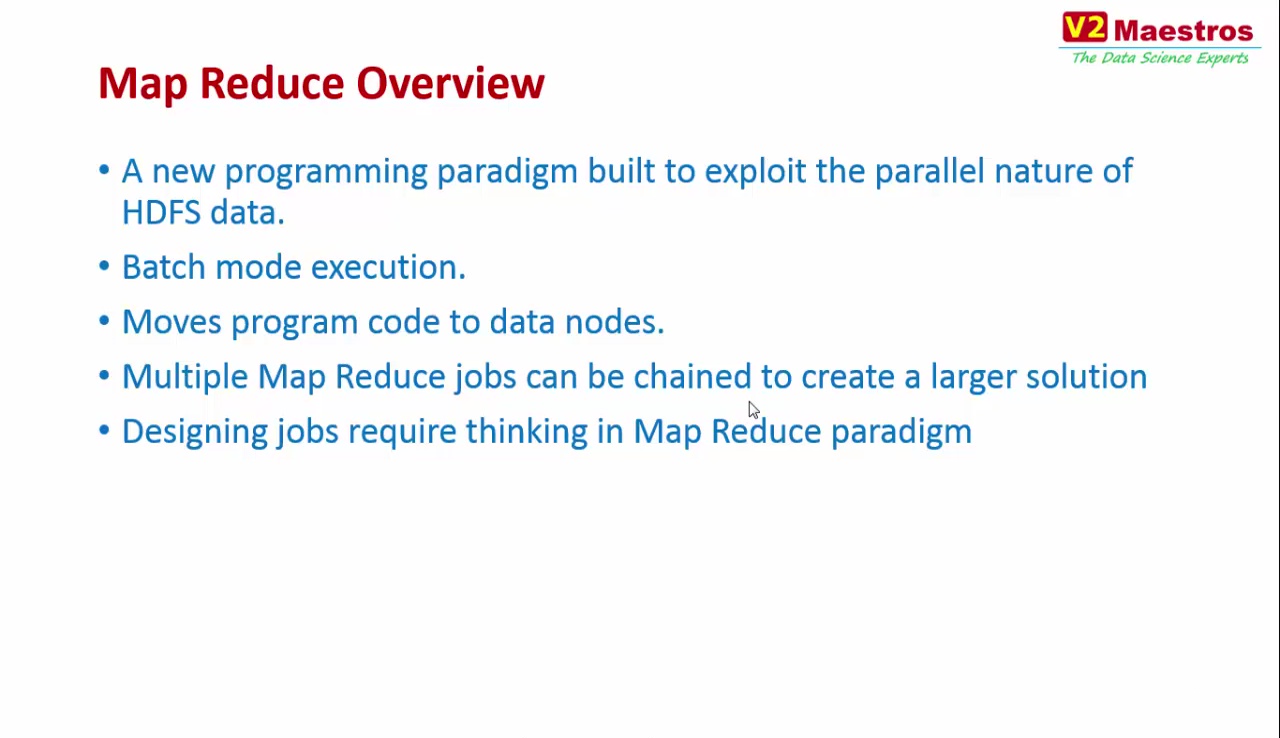 V2 Maestros
The Data Science Experts
Map Reduce Overview
• A new programming paradigm built to exploit the parallel nature of
HDFS data.
• Batch mode execution.
• Moves program code to data nodes.
• Multiple Map Reduce jobs can be chained to create a larger solution
• Designing jobs require thinking in Map Reduce paradigm